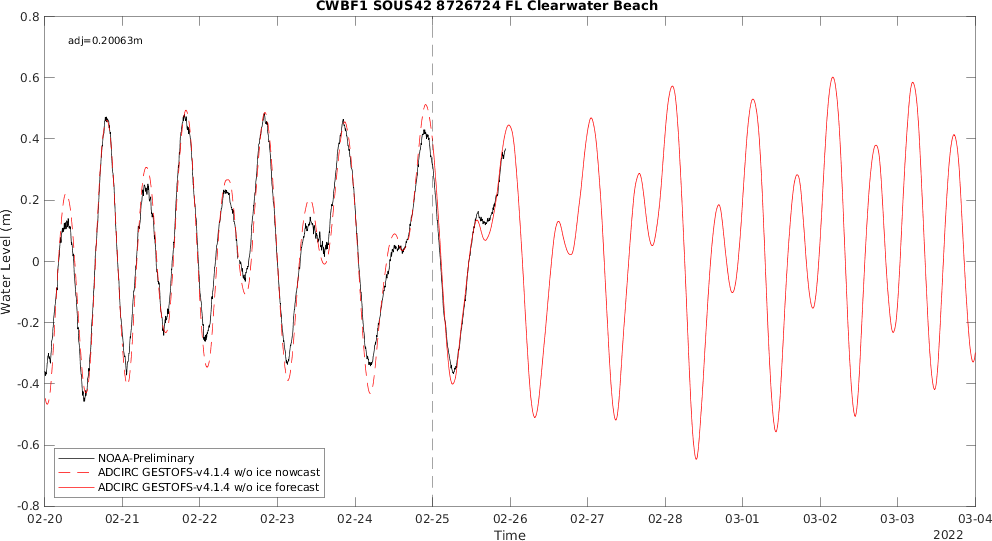 CWBF1 SOUS42 8726724 FL Clearwater Beach
adj=0.20063m
0.8
0.6
0.4
0.2
0
-0.2
-0.4
-0.6
-0.8
Water Level (m)
NOAA-Preliminary
ADCIRC GESTOFS-v4.1.4 w/o ice nowcast
ADCIRC GESTOFS-v4.1.4 w/o ice forecast
02-20 02-21 02-22 02-23 02-24 02-25 02-26 02-27 02-28 03-01 03-02 03-03 03-04
Time
2022